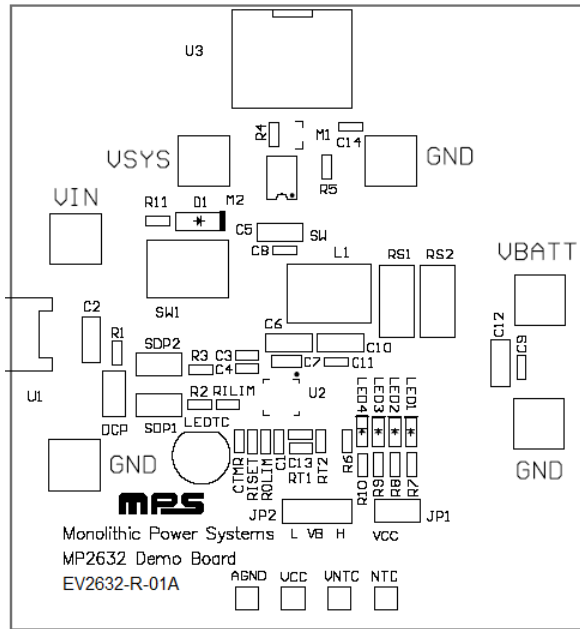 U3
R4
M1
C14
VSYS
GND
R5
VIN
R11
D1
M2
C5
SW
C8
L1
RS1
RS2
VBATT
SW1
C2
R1
SDP2
C6
C10
C12
C9
R3
C3
C4
C7
C11
U1
DCP
R2
RILIM
U2
LED4
LED3
LED2
LED1
SDP1
LEDTC
GND
GND
CTMR
RISET
ROLIM
C1
C13
RT1
RT2
R6
R10
R9
R8
R7
MPS
JP2
JP1
L VB H
VCC
Monolithic Power Systems
MP2632 Demo Board
EV2632-R-01A
AGND
VCC
VNTC
NTC